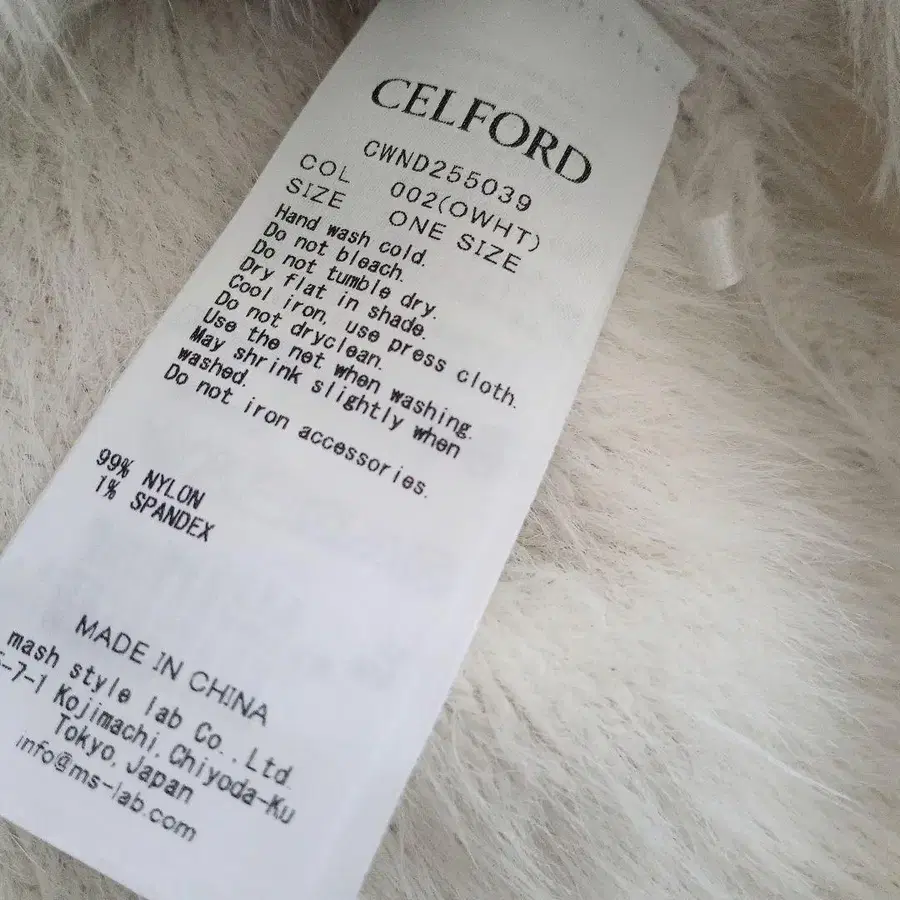 CELFORD
CWND255039
COL 002(OWHT)
SIZE ONE SIZE
Hand wash cold.
Do not bleach.
Do not tumble dry.
Dry flat in shade.
Cool iron, use press cloth.
Do not dryclean.
Use the net when washing.
May shrink slightly when
washed.
Do not iron accessories.
99% NYLON
1% SPANDEX
MADE IN CHINA
mash style lab Co.,Ltd.
-7-1 Kojimachi,Chiyoda-Ku
Tokyo,Japan
info@ms-lab.com